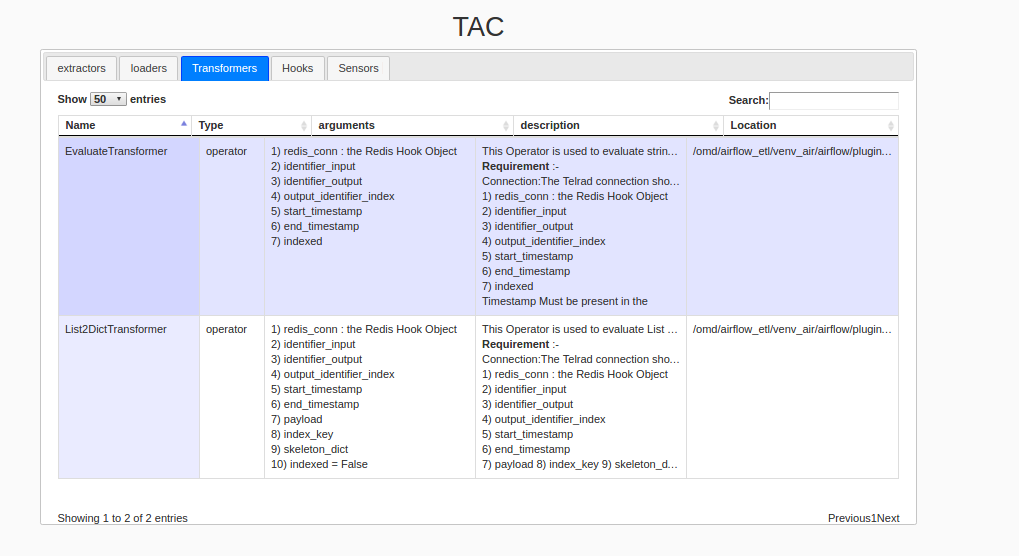 TAC
extractors loaders Transformers Hooks Sensors
Show 50 entries
Search:
Name Type arguments description Location
EvaluateTransformer
operator
1) redis_conn : the Redis Hook Object
2) identifier_input
3) identifier_output
4) output_identifier_index
5) start_timestamp
6) end_timestamp
7) indexed
This Operator is used to evaluate strin...
Requirement :-
Connection:The Telrad connection sho...
1) redis_conn : the Redis Hook Object
2) identifier_input
3) identifier_output
4) output_identifier_index
5) start_timestamp
6) end_timestamp
7) indexed
Timestamp Must be present in the
/omd/airflow_etl/venv_air/airflow/plugin...
List2DictTransformer
operator
1) redis_conn : the Redis Hook Object
2) identifier_input
3) identifier_output
4) output_identifier_index
5) start_timestamp
6) end_timestamp
7) payload
8) index_key
9) skeleton_dict
10) indexed = False
This Operator is used to evaluate List ...
Requirement :-
Connection:The Telrad connection sho...
1) redis_conn : the Redis Hook Object
2) identifier_input
3) identifier_output
4) output_identifier_index
5) start_timestamp
6) end_timestamp
7) payload 8) index_key 9) skeleton_d...
/omd/airflow_etl/venv_air/airflow/plugin...
Showing 1 to 2 of 2 entries
Previous1Next